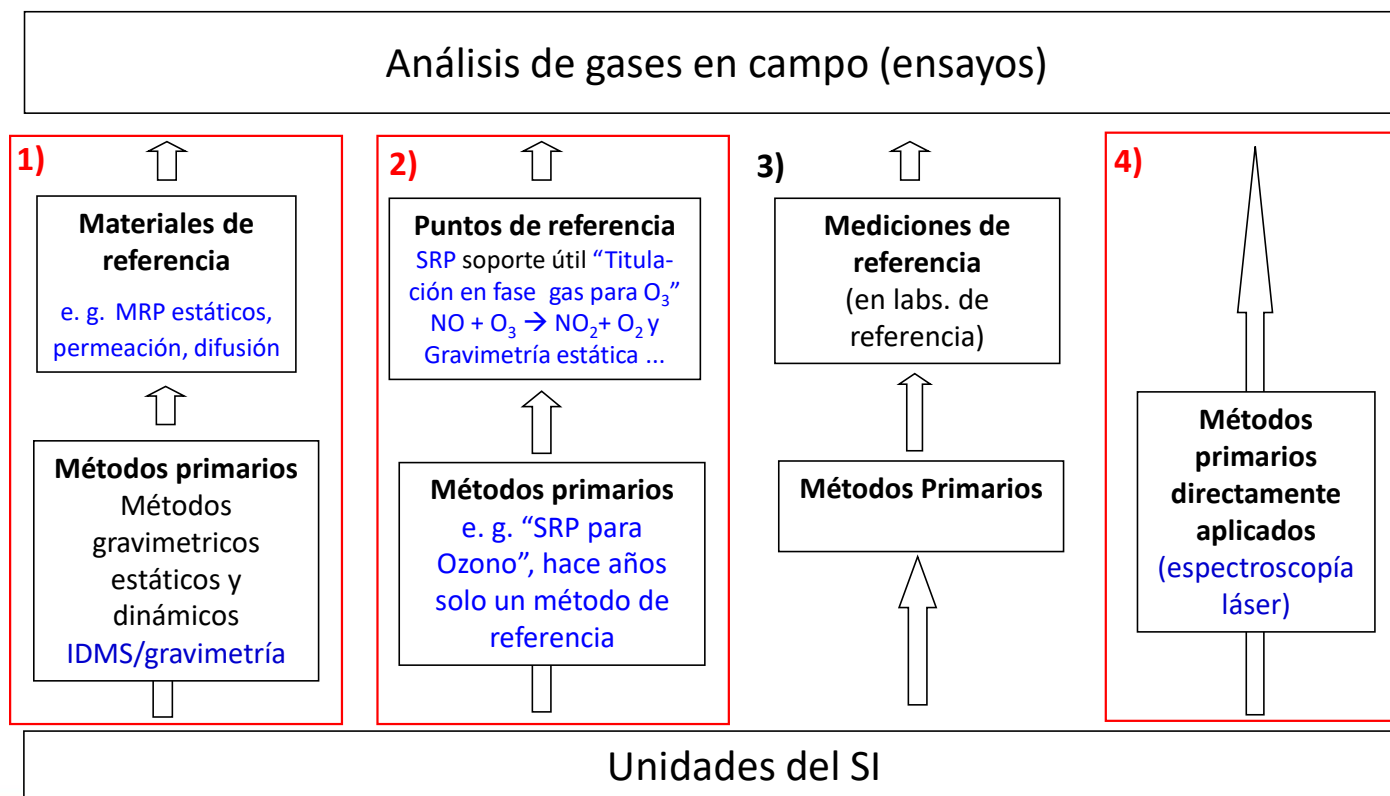 Análisis de gases en campo (ensayos)
1)
Materiales de
referencia
e. g. MRP estáticos,
permeación, difusión
Métodos primarios
Métodos
gravimetricos
estáticos y
dinámicos
IDMS/gravimetría
2)
Puntos de referencia
SRP soporte útil “Titula-
ción en fase gas para O₃”
NO + O₃ → NO₂+ O₂ y
Gravimetría estática ...
Métodos primarios
e. g. “SRP para
Ozono”, hace años
solo un método de
referencia
3)
Mediciones de
referencia
(en labs. de
referencia)
Métodos Primarios
4)
Métodos
primarios
directamente
aplicados
(espectroscopía
láser)
Unidades del SI